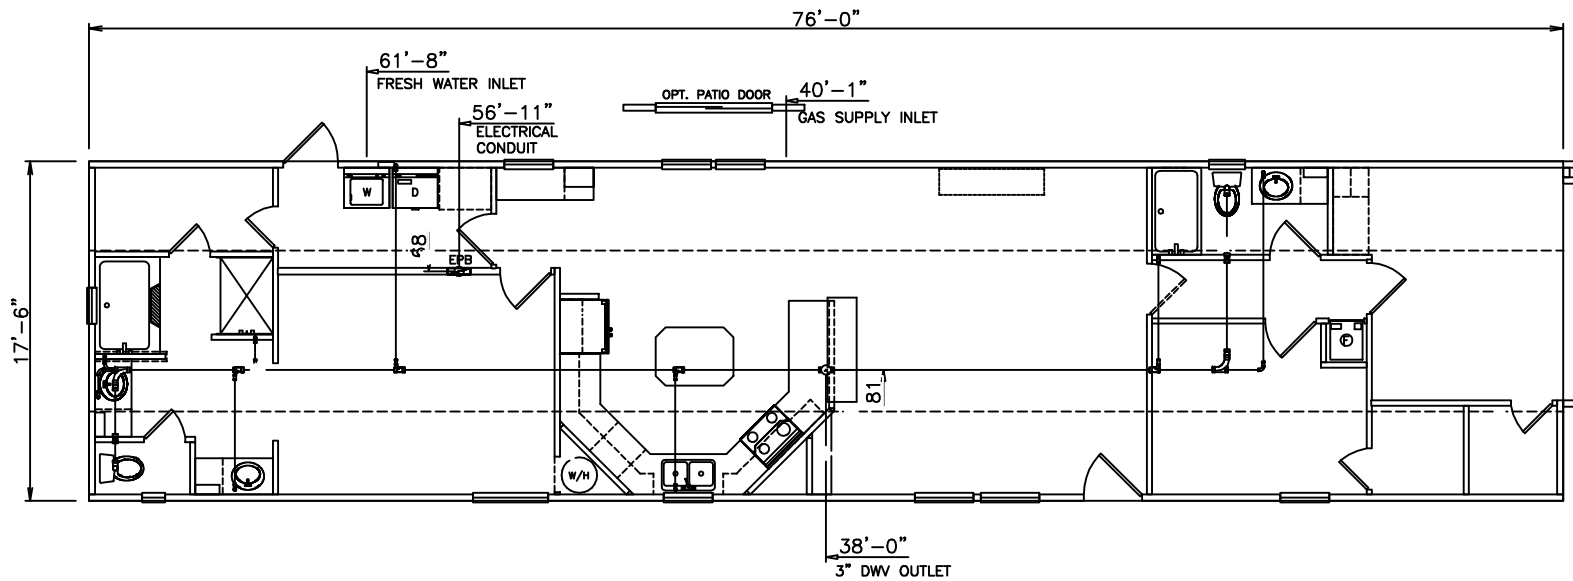 76'-0"
61'-8"
FRESH WATER INLET
56'-11"
ELECTRICAL
CONDUIT
OPT. PATIO DOOR
40'-1"
GAS SUPPLY INLET
W
D
68
EPB
17'-6"
F
81
W/H
38'-0"
3" DWV OUTLET